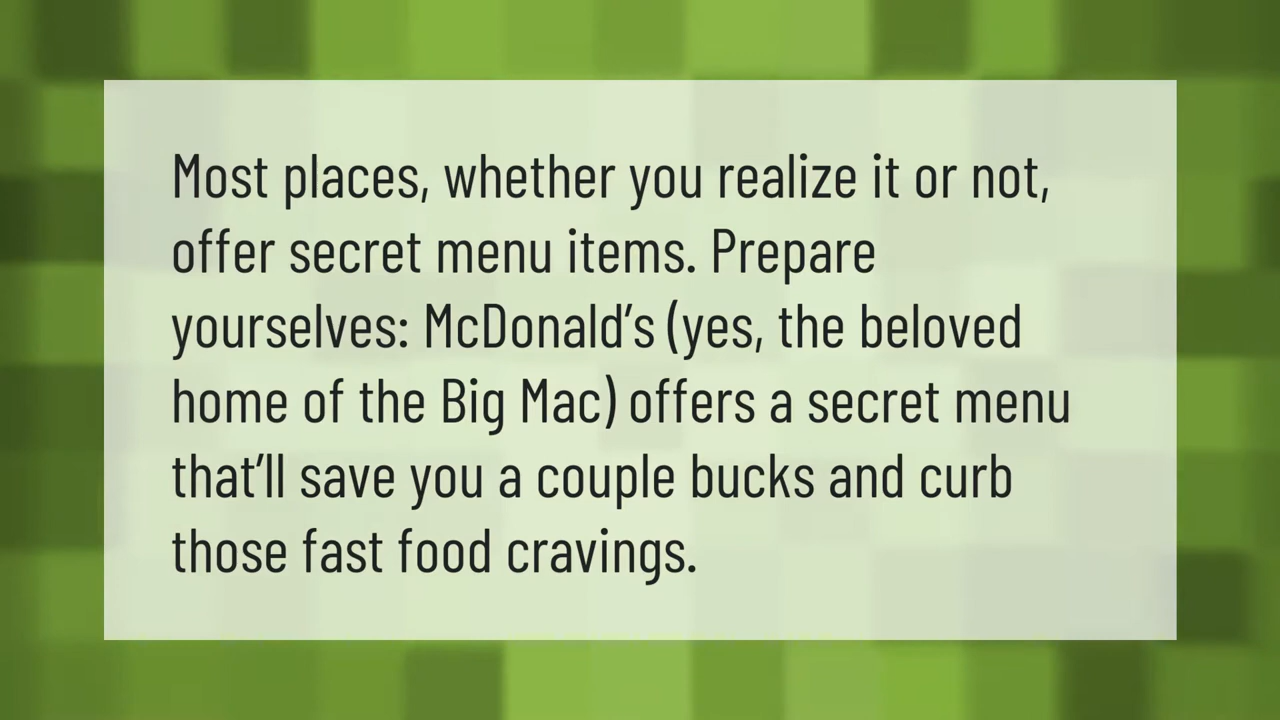 Most places, whether you realize it or not,
offer secret menu items. Prepare
yourselves: McDonald’s (yes, the beloved
home of the Big Mac) offers a secret menu
that’ll save you a couple bucks and curb
those fast food cravings.